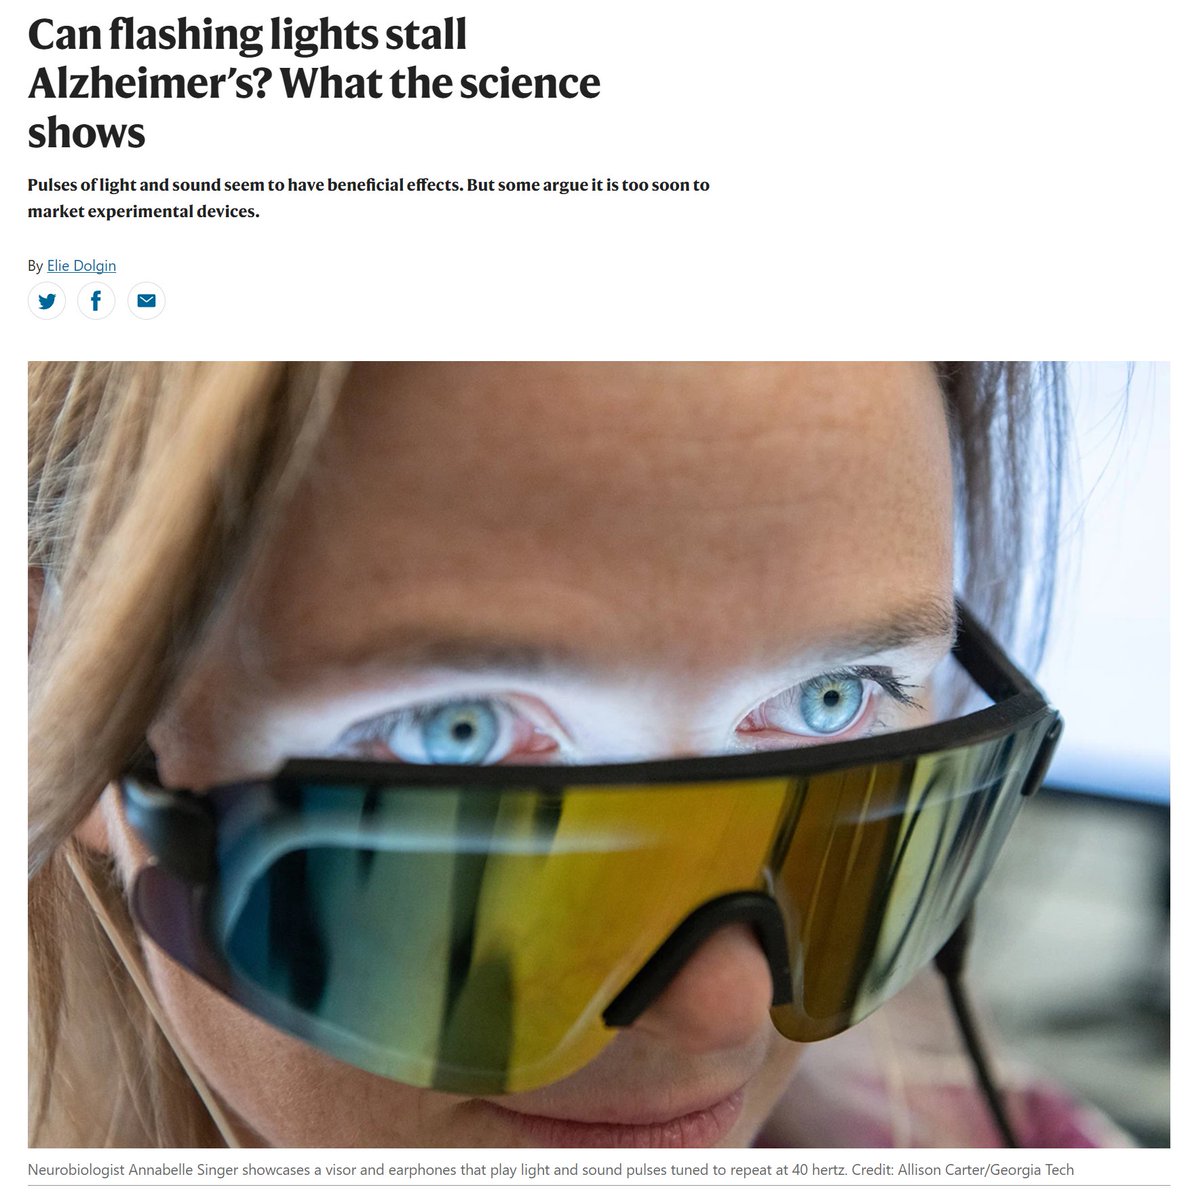 Can flashing lights stall
Alzheimer’s? What the science
shows
Pulses of light and sound seem to have beneficial effects. But some argue it is too soon to
market experimental devices.
By Elie Dolgin
Neurobiologist Annabelle Singer showcases a visor and earphones that play light and sound pulses tuned to repeat at 40 hertz. Credit: Allison Carter/Georgia Tech